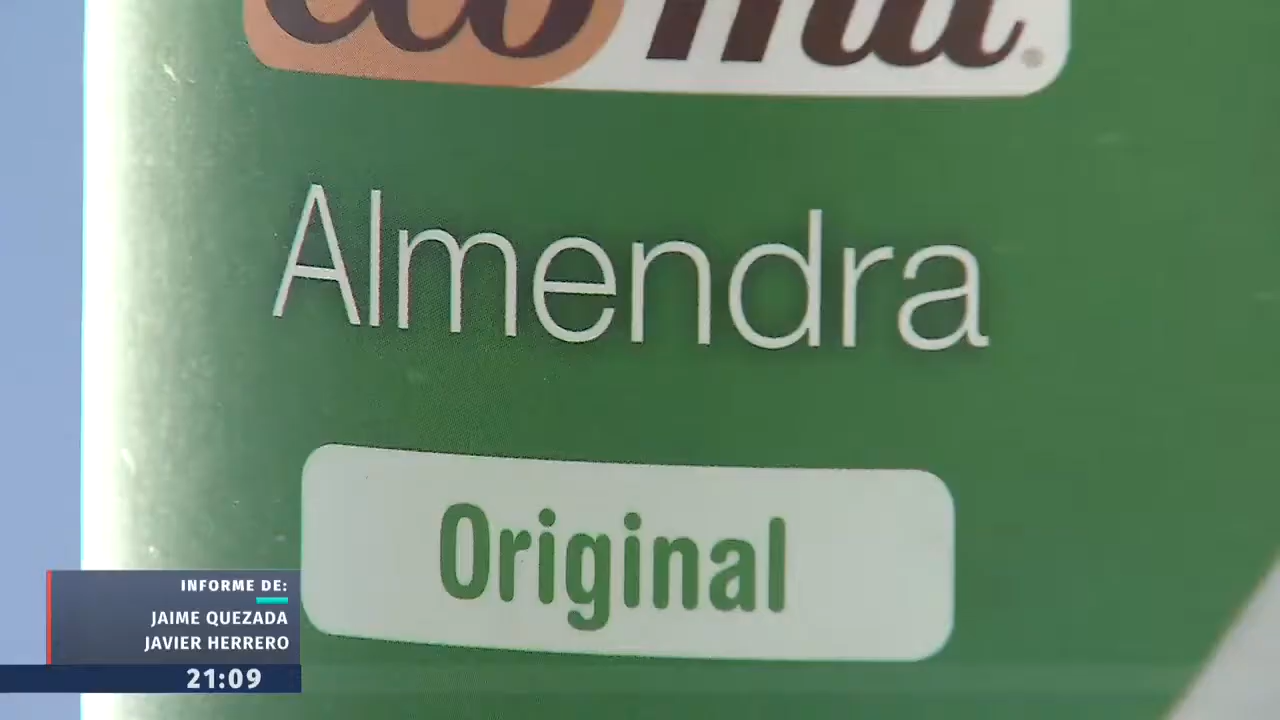 Almendra
Original
INFORME DE:
JAIME QUEZADA
JAVIER HERRERO
21:09